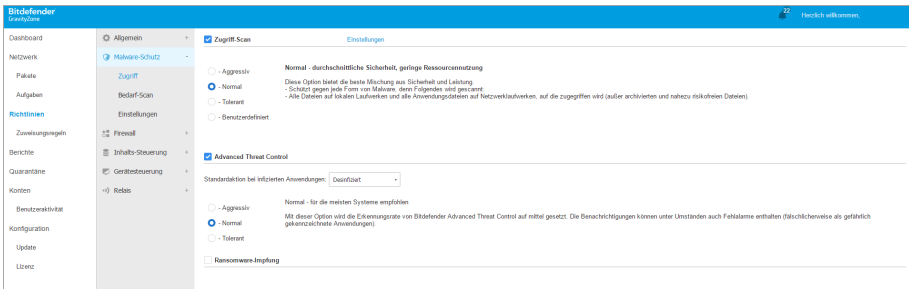 Bitdefender
GravityZone
22
Herzlich willkommen,
Dashboard
Netzwerk
Pakete
Aufgaben
Richtlinien
Zuweisungsregeln
Berichte
Quarantäne
Konten
Benutzeraktivität
Konfiguration
Update
Lizenz
Allgemein +
Malware-Schutz -
Zugriff
Bedarf-Scan
Einstellungen
Firewall +
Inhalts-Steuerung +
Gerätesteuerung +
Relais +
Zugriff-Scan Einstellungen
- Aggressiv
- Normal
- Tolerant
- Benutzerdefiniert
Normal - durchschnittliche Sicherheit, geringe Ressourcennutzung
Diese Option bietet die beste Mischung aus Sicherheit und Leistung.
- Schützt gegen jede Form von Malware, denn Folgendes wird gescannt:
- Alle Dateien auf lokalen Laufwerken und alle Anwendungsdateien auf Netzwerklaufwerken, auf die zugegriffen wird (außer archivierten und nahezu risikofreien Dateien).
Advanced Threat Control
Standardaktion bei infizierten Anwendungen: Desinfiziert
- Aggressiv
- Normal
- Tolerant
Normal - für die meisten Systeme empfohlen
Mit dieser Option wird die Erkennungsrate von Bitdefender Advanced Threat Control auf mittel gesetzt. Die Benachrichtigungen können unter Umständen auch Fehlalarme enthalten (fälschlicherweise als gefährlich
gekennzeichnete Anwendungen).
Ransomware-Impfung